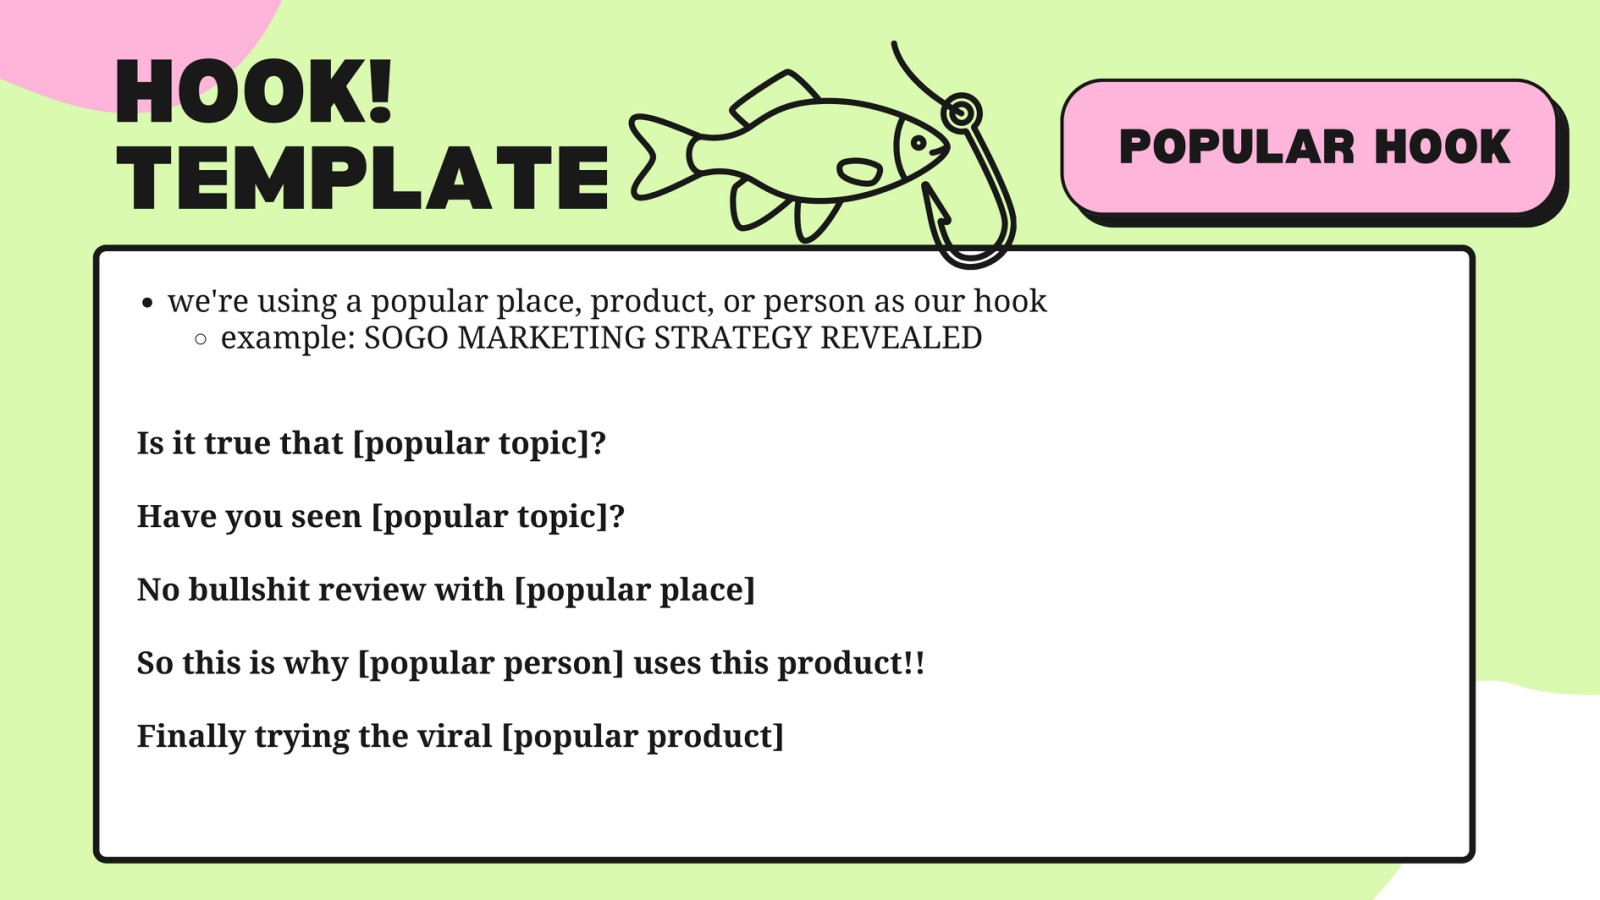 HOOK!
TEMPLATE
POPULAR HOOK
• we're using a popular place, product, or person as our hook
○ example: SOGO MARKETING STRATEGY REVEALED
Is it true that [popular topic]?
Have you seen [popular topic]?
No bullshit review with [popular place]
So this is why [popular person] uses this product!!
Finally trying the viral [popular product]